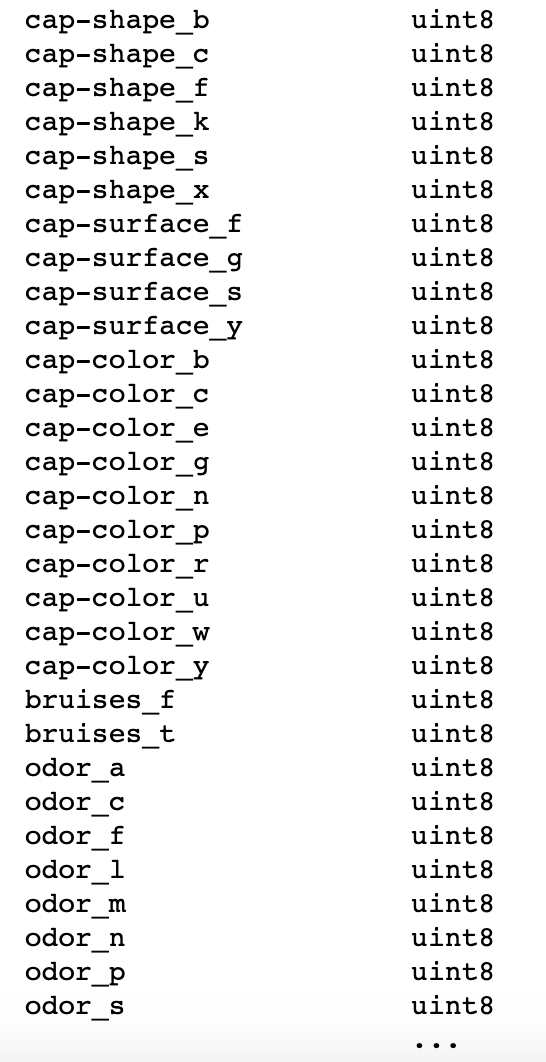 cap-shape_b uint8
cap-shape_c uint8
cap-shape_f uint8
cap-shape_k uint8
cap-shape_s uint8
cap-shape_x uint8
cap-surface_f uint8
cap-surface_g uint8
cap-surface_s uint8
cap-surface_y uint8
cap-color_b uint8
cap-color_c uint8
cap-color_e uint8
cap-color_g uint8
cap-color_n uint8
cap-color_p uint8
cap-color_r uint8
cap-color_u uint8
cap-color_w uint8
cap-color_y uint8
bruises_f uint8
bruises_t uint8
odor_a uint8
odor_c uint8
odor_f uint8
odor_l uint8
odor_m uint8
odor_n uint8
odor_p uint8
odor_s uint8
...